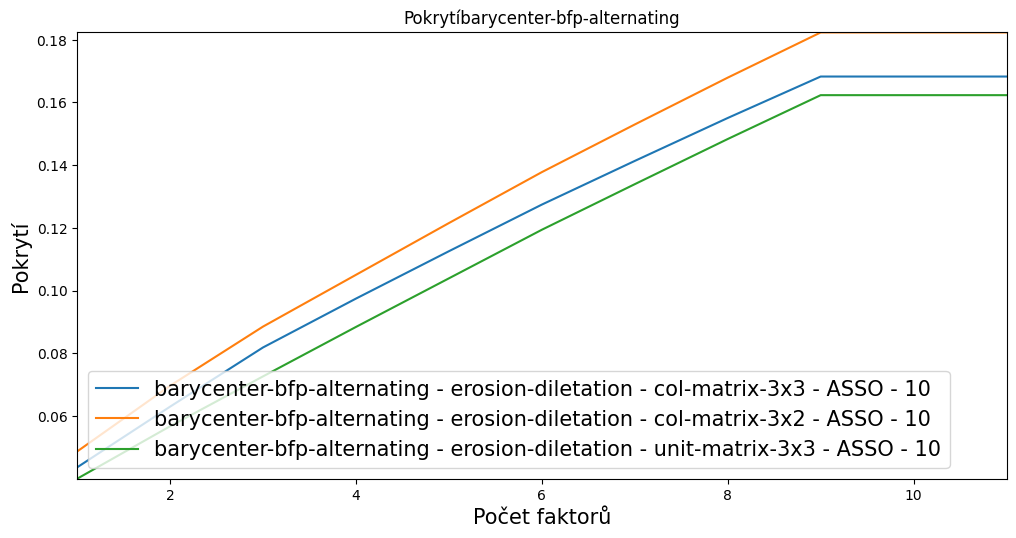 Pokrytíbarycenter-bfp-alternating
0.18
0.16
0.14
0.12
0.10
0.08
0.06
Pokrytí
barycenter-bfp-alternating - erosion-diletation - col-matrix-3x3 - ASSO - 10
barycenter-bfp-alternating - erosion-diletation - col-matrix-3x2 - ASSO - 10
barycenter-bfp-alternating - erosion-diletation - unit-matrix-3x3 - ASSO - 10
2 4 6 8 10
Počet faktorů